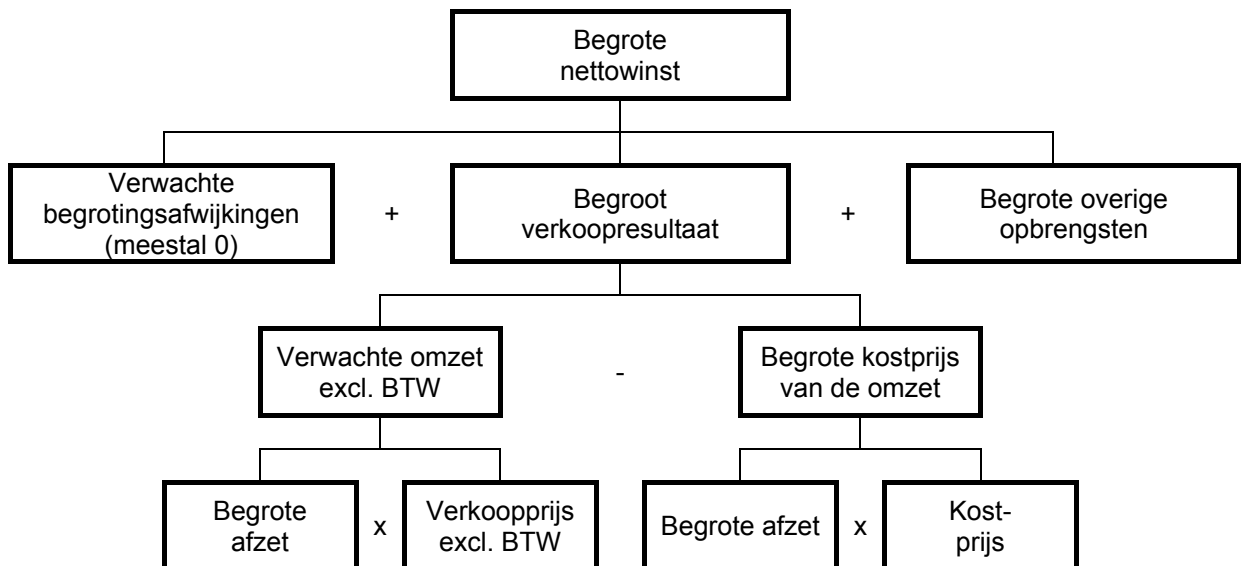 Begrote
nettowinst
Verwachte
begrotingsafwijkingen
(meestal 0)
+
Begroot
verkoopresultaat
+
Begrote overige
opbrengsten
Verwachte omzet
excl. BTW
-
Begrote kostprijs
van de omzet
Begrote
afzet
x
Verkoopprijs
excl. BTW
Begrote afzet
x
Kost-
prijs